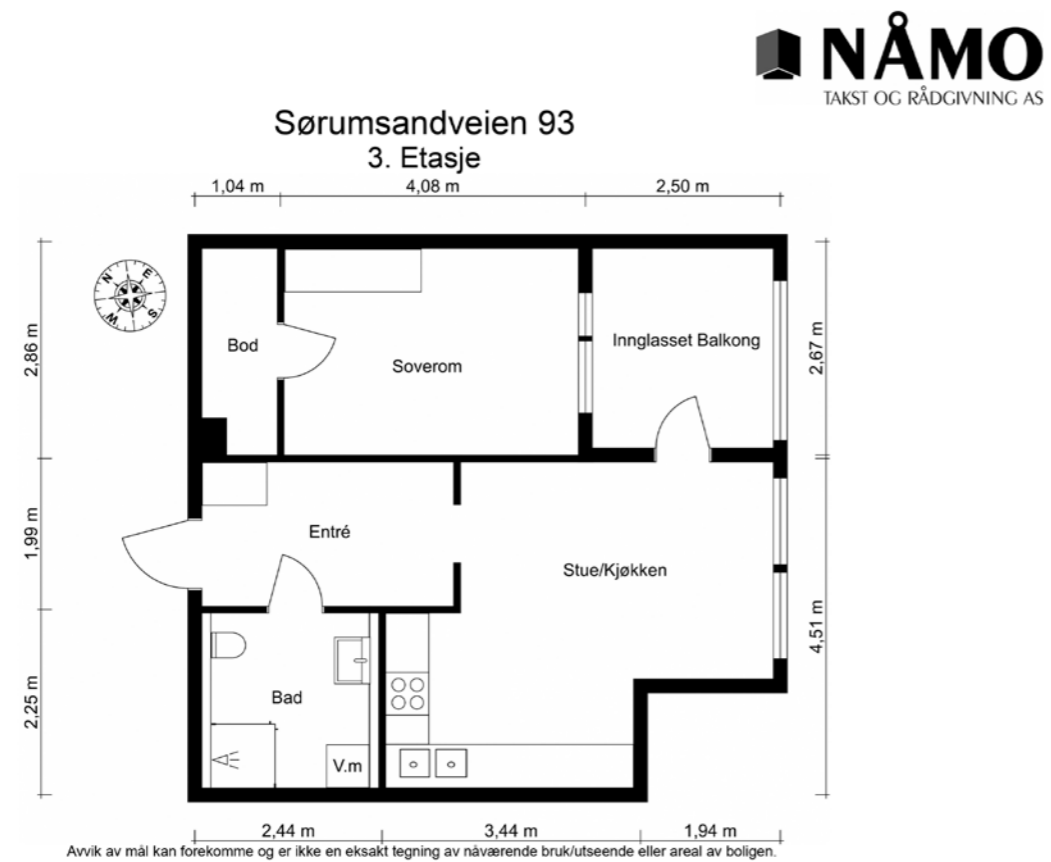 NÅMO
TAKST OG RÅDGIVNING AS
Sørumsandveien 93
3. Etasje
1,04 m
4,08 m
2,50 m
N
E
S
W
2,86 m
Bod
Soverom
Innglasset Balkong
2,67 m
1,99 m
Entré
Stue/Kjøkken
4,51 m
2,25 m
Bad
V.m
2,44 m
3,44 m
1,94 m
Avvik av mål kan forekomme og er ikke en eksakt tegning av nåværende bruk/utseende eller areal av boligen.